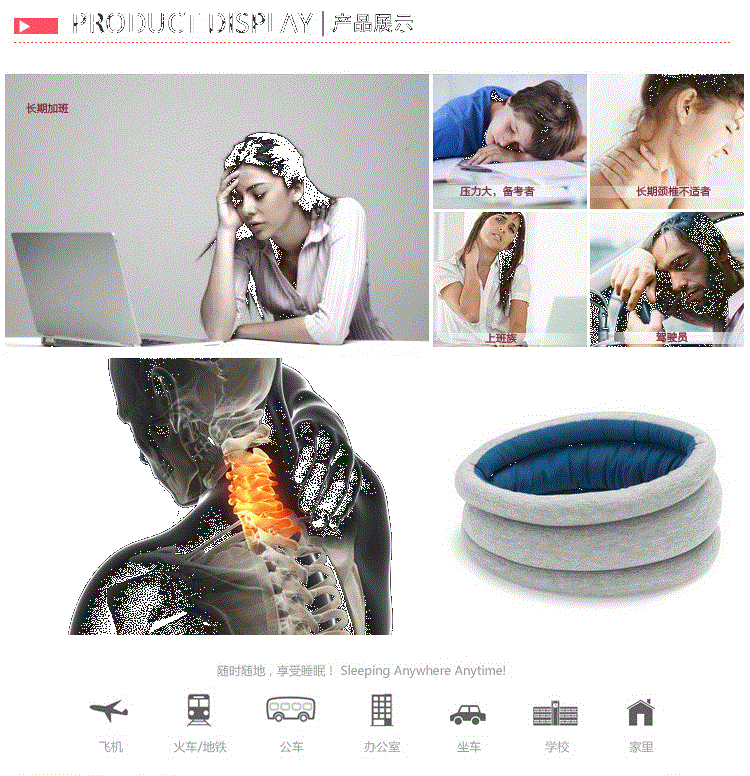 PRODUCT DISPLAY | 产品展示
长期加班
压力大、备考者
长期颈椎不适者
上班族
驾驶员
随时随地，享受睡眠！ Sleeping Anywhere Anytime!
飞机
火车/地铁
公车
办公室
坐车
学校
家里